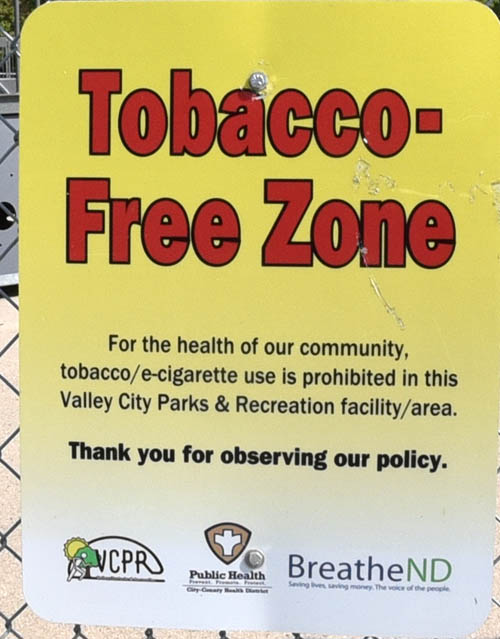 Tobacco-
Free Zone
For the health of our community,
tobacco/e-cigarette use is prohibited in this
Valley City Parks & Recreation facility/area.
Thank you for observing our policy.
VCPR
Public Health
Prevent. Promote. Protect.
City-County Health District
BreatheND
Saving lives, saving money. The voice of the people.